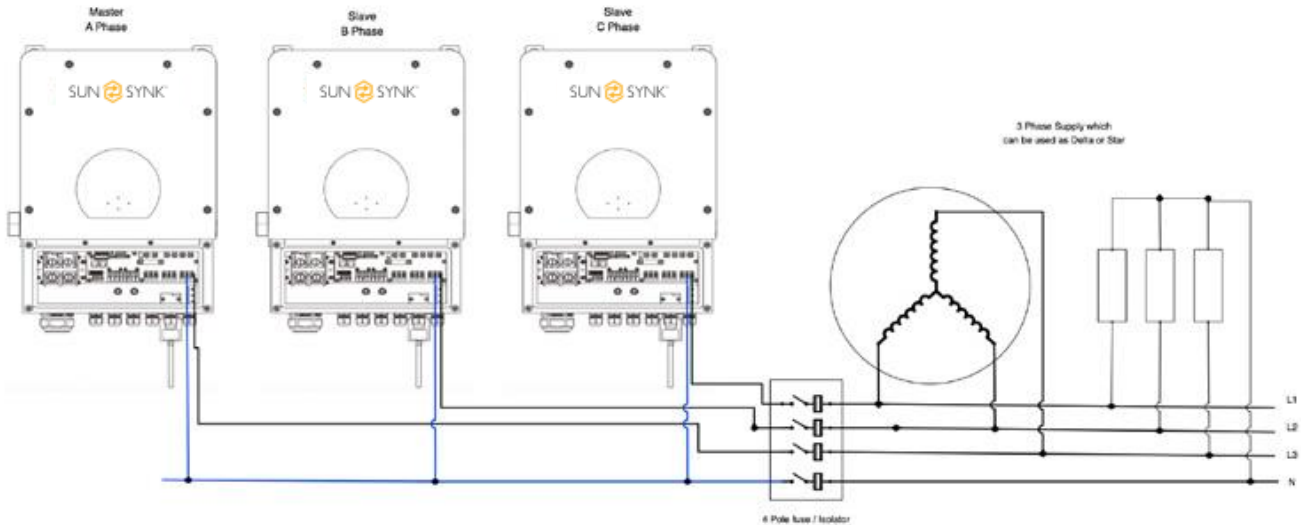 Master
A Phase
Slave
B Phase
Slave
C Phase
SUN SYNK
SUN SYNK
SUN SYNK
3 Phase Supply which
can be used as Delta or Star
L1
L2
L3
N
4 Pole fuse / Isolator